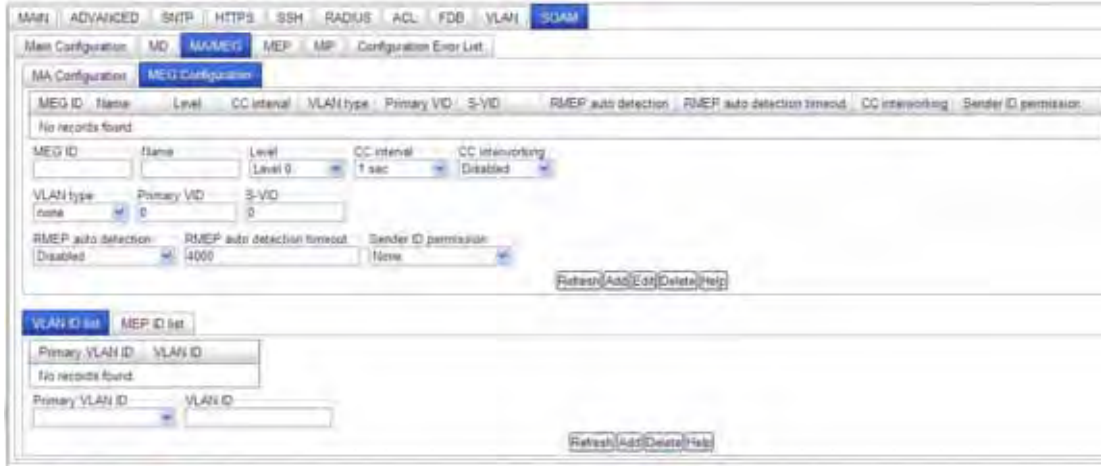 MAIN ADVANCED SNTP HTTPS SSH RADIUS ACL FDB VLAN SOAM
Main Configuration MD MA/MEG MEP MIP Configuration Error List
MA Configuration MEG Configuration
MEG ID Name Level CC interval VLAN type Primary VID S-VID RMEP auto detection RMEP auto detection timeout CC interworking Sender ID permission
No records found
MEG ID Name Level CC interval CC interworking
Level 0 1 sec Disabled
VLAN type Primary VID S-VID
none 0 0
RMEP auto detection RMEP auto detection timeout Sender ID permission
Disabled 4000 None
Refresh Add Edit Delete Help
VLAN ID list MEP ID list
Primary VLAN ID VLAN ID
No records found
Primary VLAN ID VLAN ID
Refresh Add Delete Help